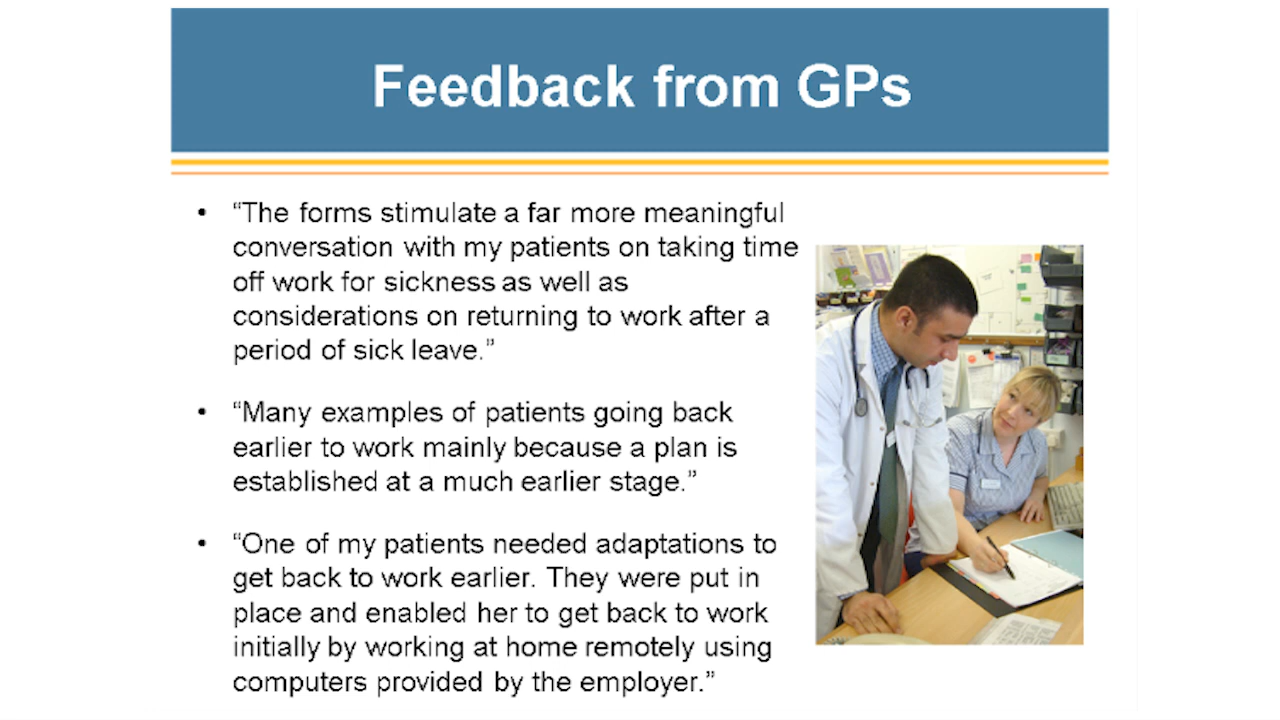 Feedback from GPs
• “The forms stimulate a far more meaningful
conversation with my patients on taking time
off work for sickness as well as
considerations on returning to work after a
period of sick leave.”
• “Many examples of patients going back
earlier to work mainly because a plan is
established at a much earlier stage.”
• “One of my patients needed adaptations to
get back to work earlier. They were put in
place and enabled her to get back to work
initially by working at home remotely using
computers provided by the employer.”